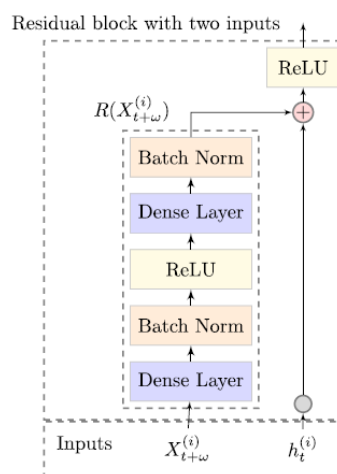 Residual block with two inputs
ReLU
R(X_{t+ω}^{(i)})
+
Batch Norm
Dense Layer
ReLU
Batch Norm
Dense Layer
Inputs X_{t+ω}^{(i)} h_t^{(i)}